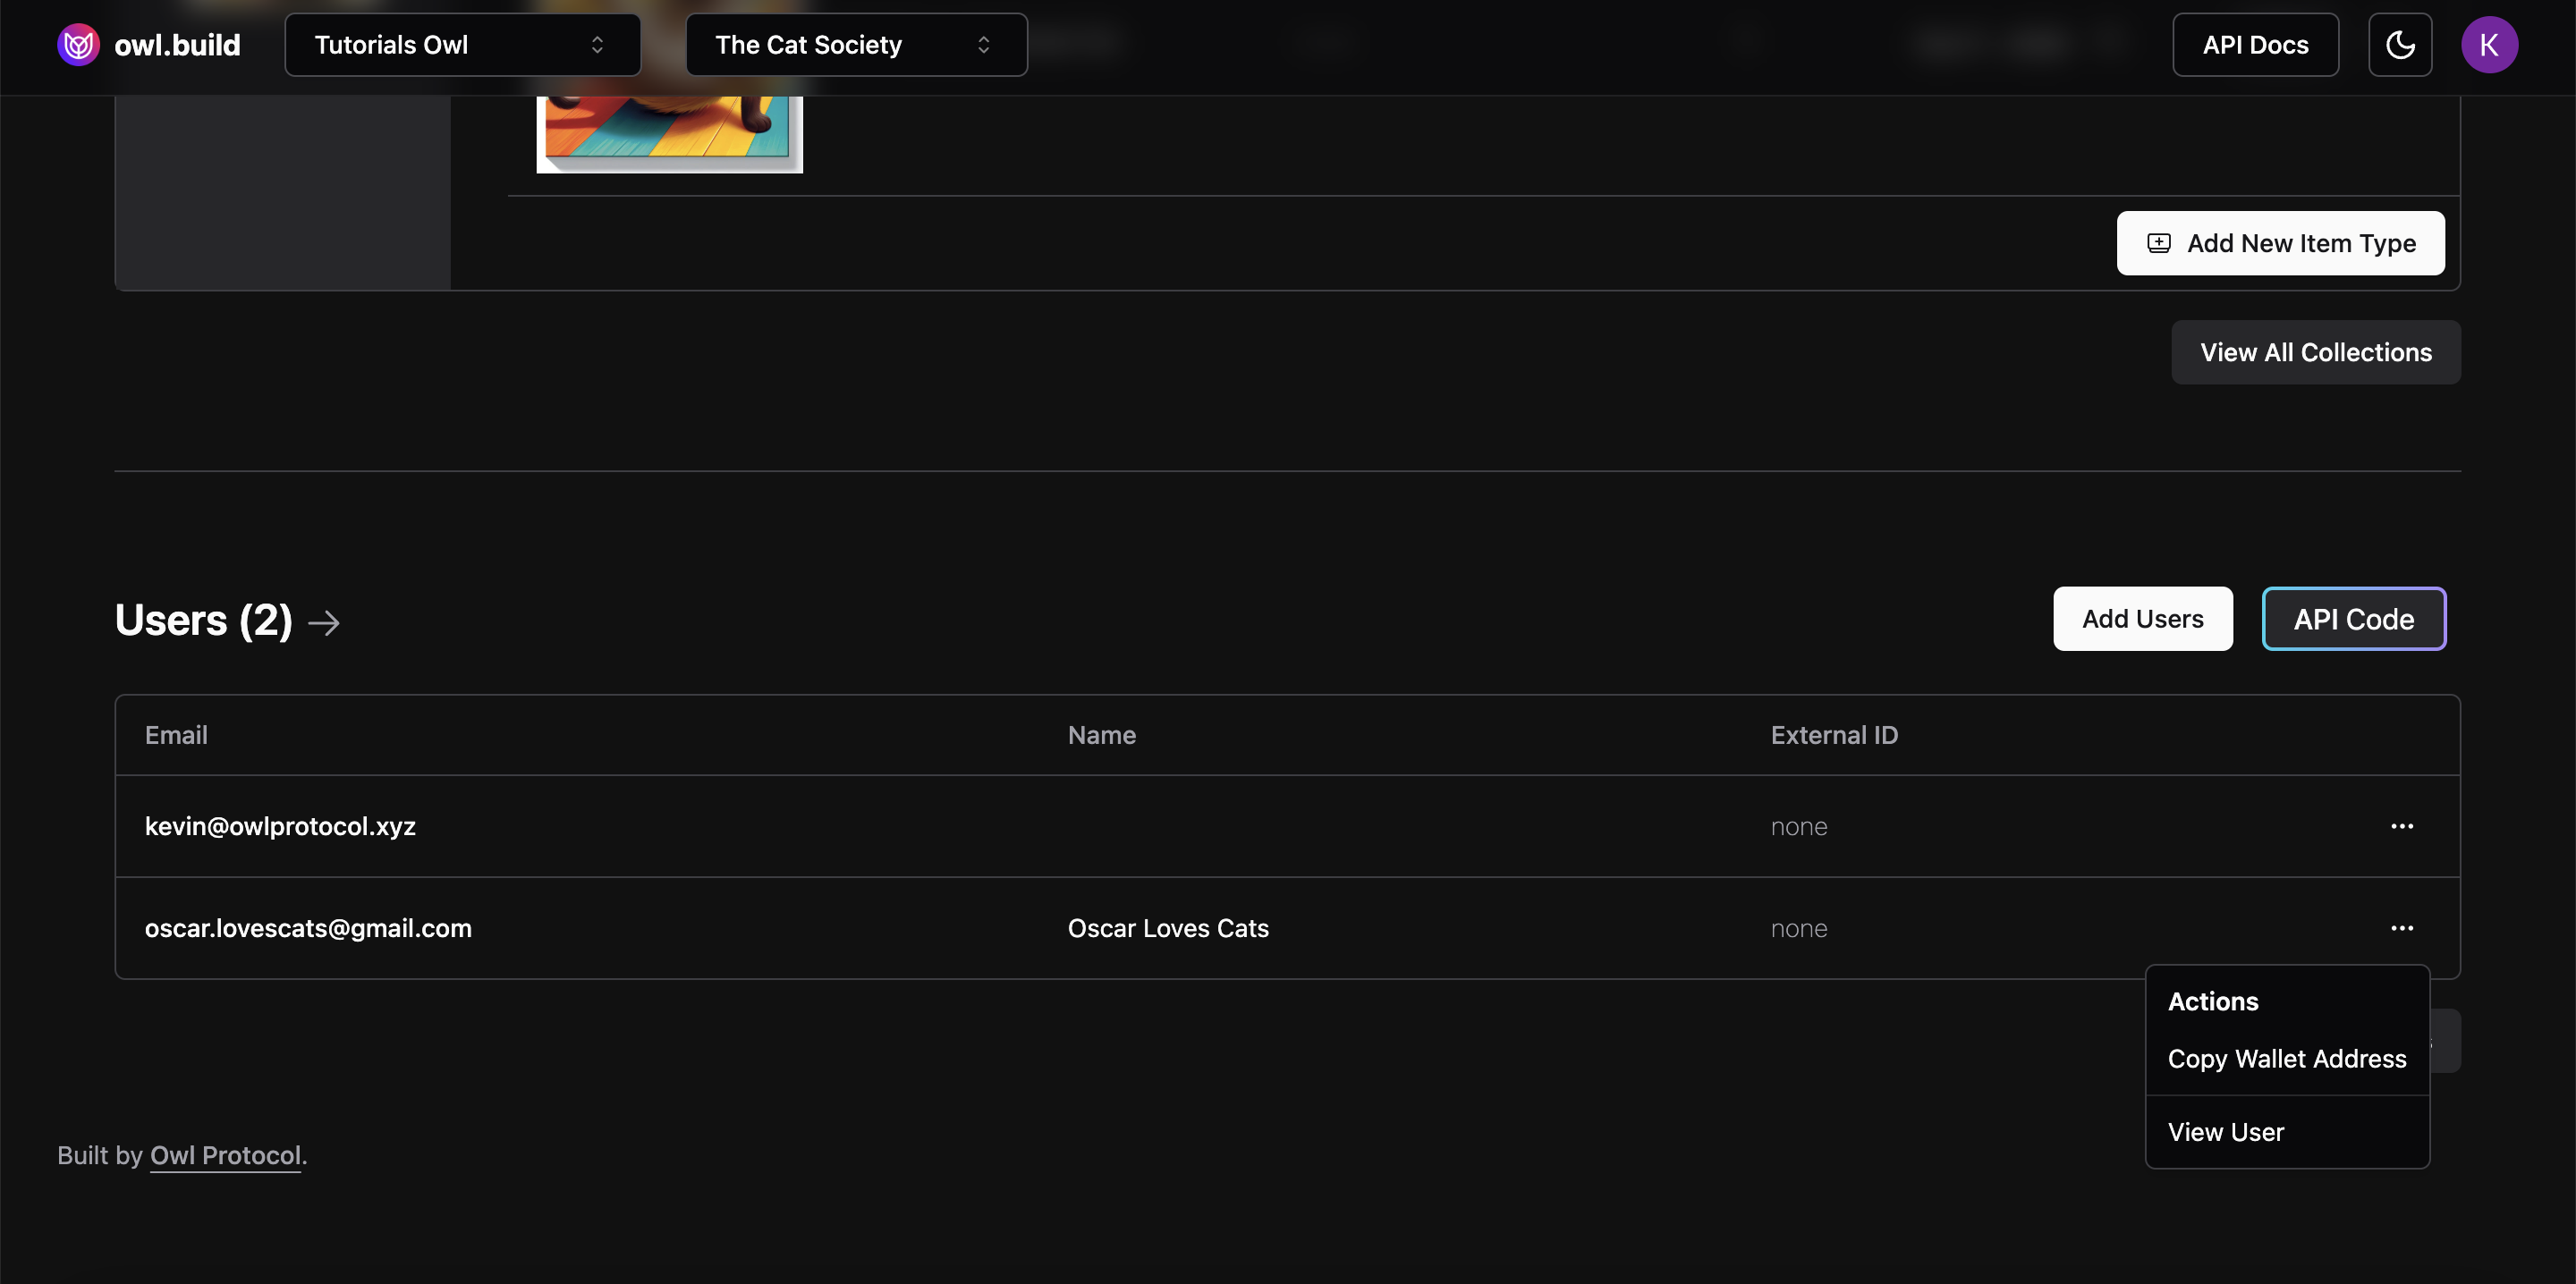 owl.build
Tutorials Owl
The Cat Society
API Docs
K
Add New Item Type
View All Collections
Users (2)
Add Users
API Code
Email Name External ID
kevin@owlprotocol.xyz none
oscar.lovescats@gmail.com Oscar Loves Cats none
Actions
Copy Wallet Address
View User
Built by Owl Protocol.